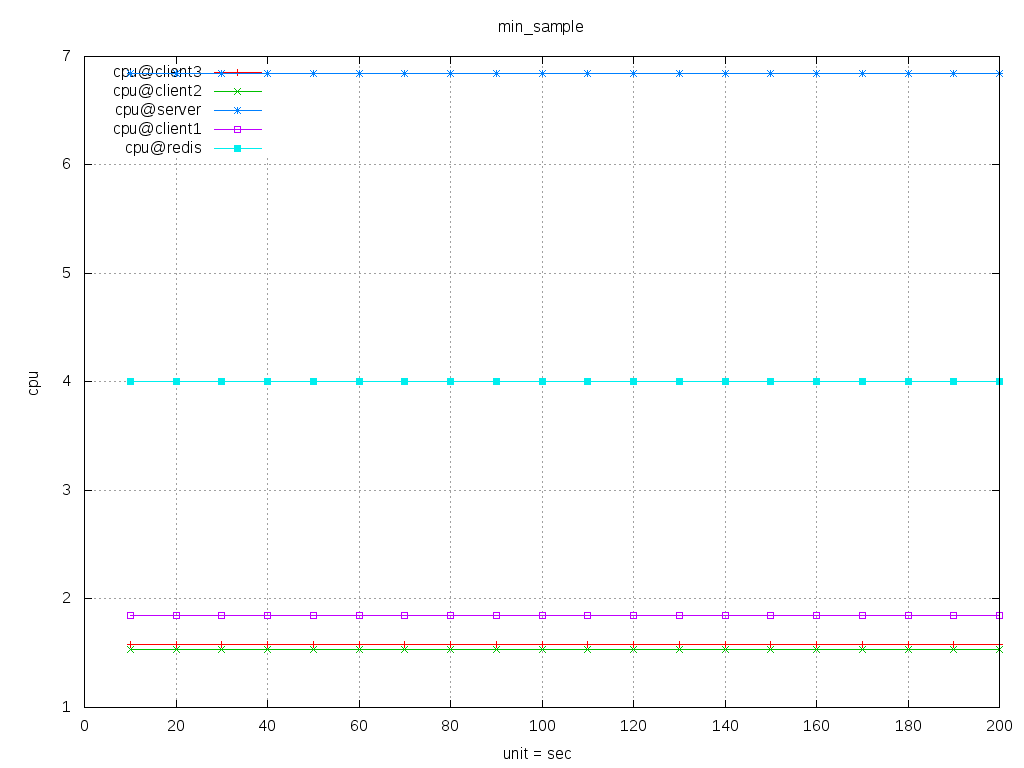 min_sample
7
cpu@client3
cpu@client2
cpu@server
cpu@client1
cpu@redis
6
5
4
cpu
3
2
1
0 20 40 60 80 100 120 140 160 180 200
unit = sec